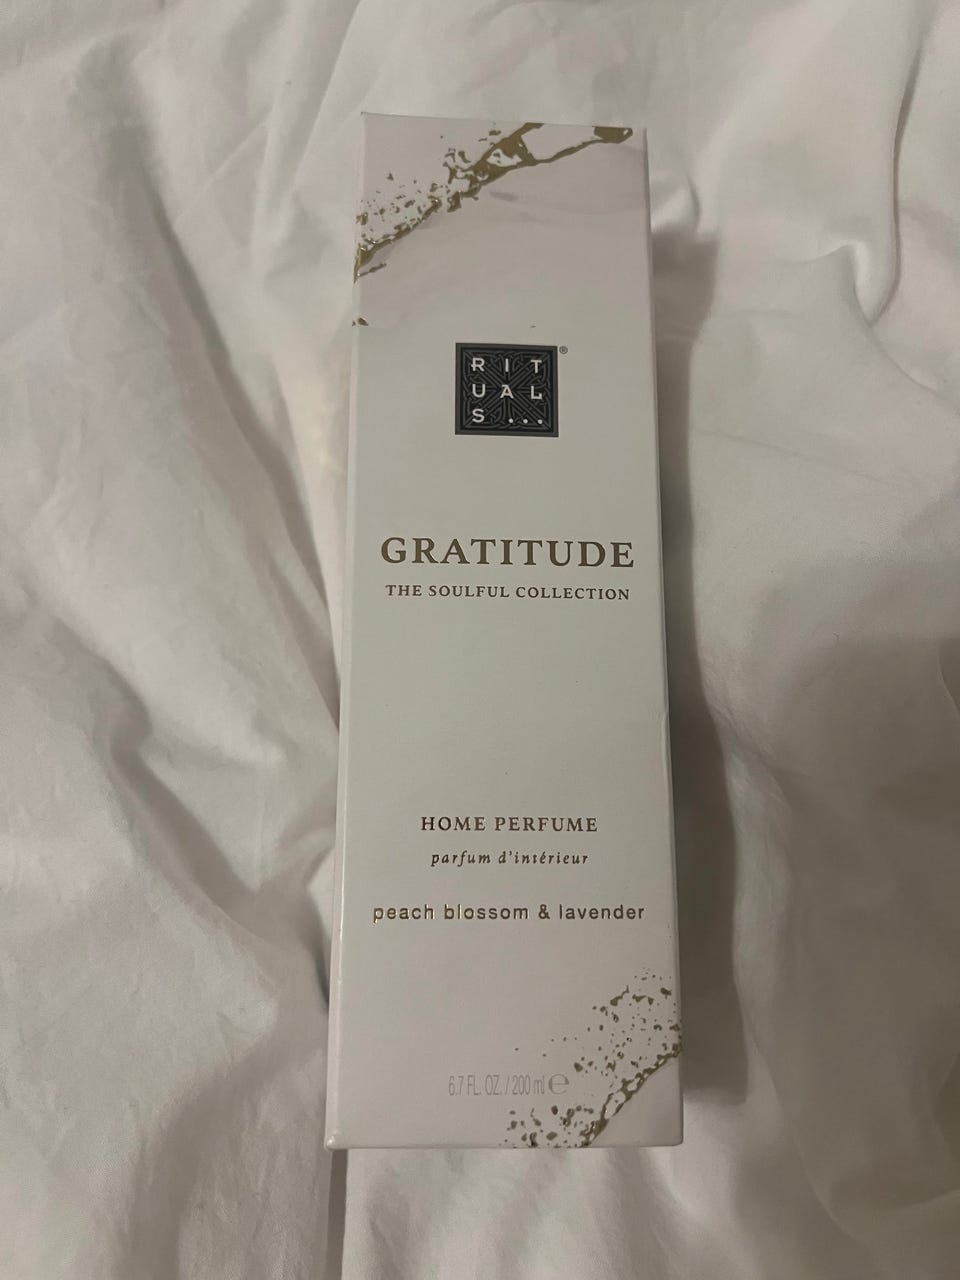 RIT
UAL
S...
®
GRATITUDE
THE SOULFUL COLLECTION
HOME PERFUME
parfum d'intérieur
peach blossom & lavender
6.7 FL. OZ. / 200 ml ℮